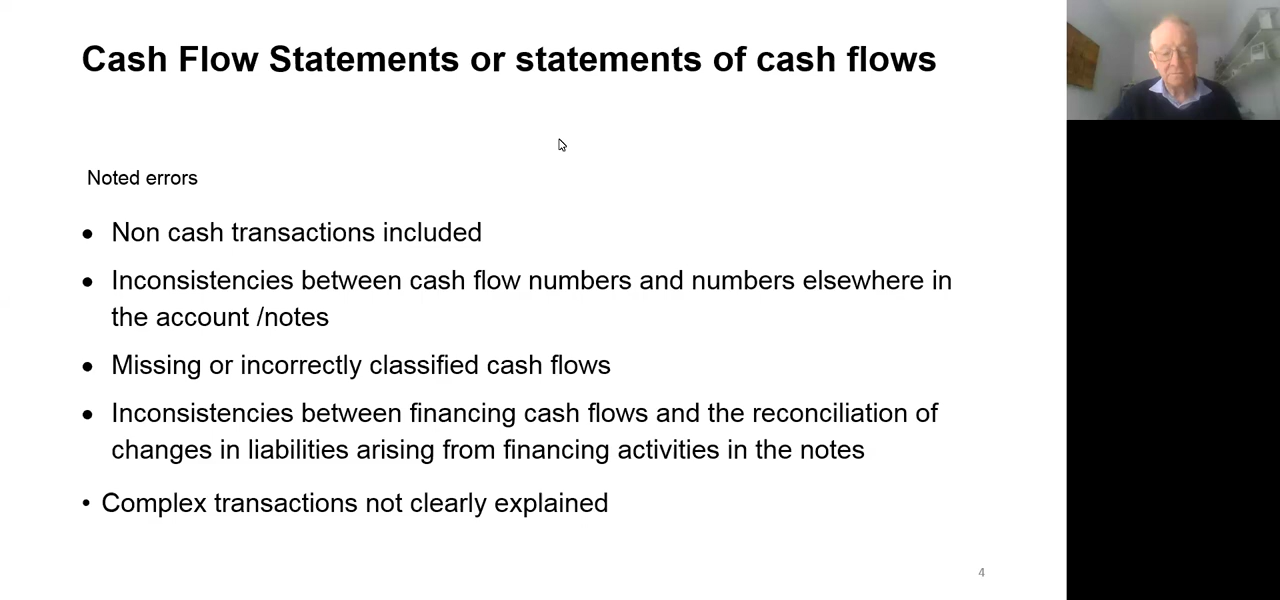 Cash Flow Statements or statements of cash flows
Noted errors
• Non cash transactions included
• Inconsistencies between cash flow numbers and numbers elsewhere in
the account /notes
• Missing or incorrectly classified cash flows
• Inconsistencies between financing cash flows and the reconciliation of
changes in liabilities arising from financing activities in the notes
• Complex transactions not clearly explained
4